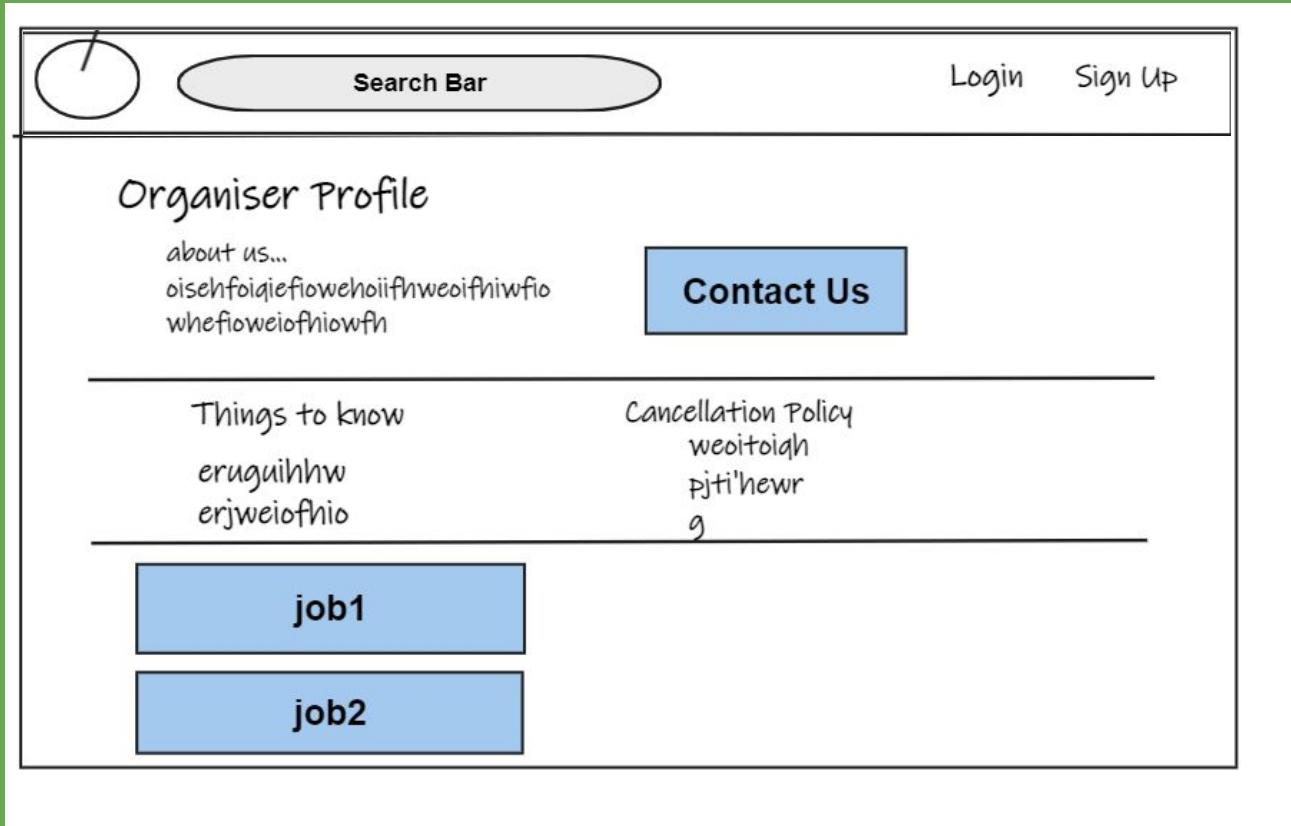 Search Bar
Login
Sign Up
Organiser Profile
about us...
oisehfoiqiefiowehoiifhweoifhiwfio
whefioweiofhiowfh
Contact Us
Things to know
eruguihhw
erjweiofhio
Cancellation Policy
weoitoiqh
pjti'hewr
g
job1
job2